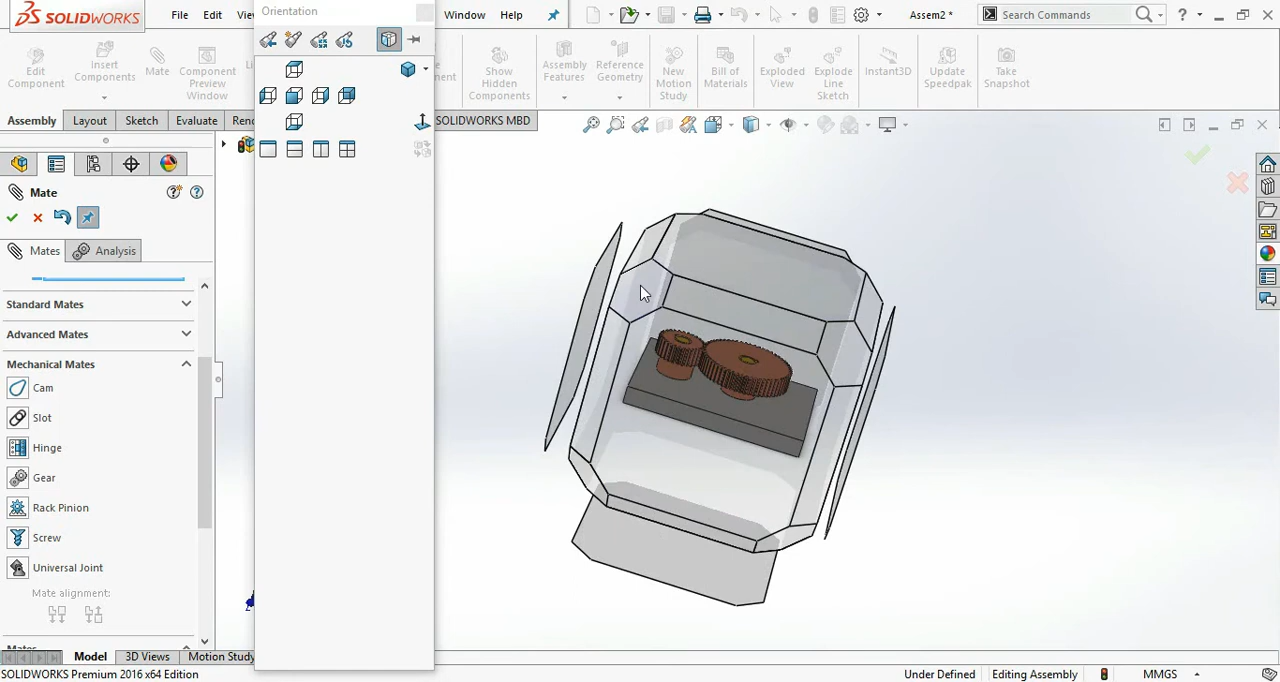 3S SOLIDWORKS
File Edit Window Help
Assem2 *
Search Commands
?
Orientation
Edit Component
Insert Components
Mate
Component Preview Window
Show Hidden Components
Assembly Features
Reference Geometry
New Motion Study
Bill of Materials
Exploded View
Explode Line Sketch
Instant3D
Update Speedpak
Take Snapshot
Assembly Layout Sketch Evaluate SOLIDWORKS MBD
Mate
Mates Analysis
Standard Mates
Advanced Mates
Mechanical Mates
Cam
Slot
Hinge
Gear
Rack Pinion
Screw
Universal Joint
Mate alignment:
Model 3D Views Motion Study
SOLIDWORKS Premium 2016 x64 Edition
Under Defined Editing Assembly MMGS